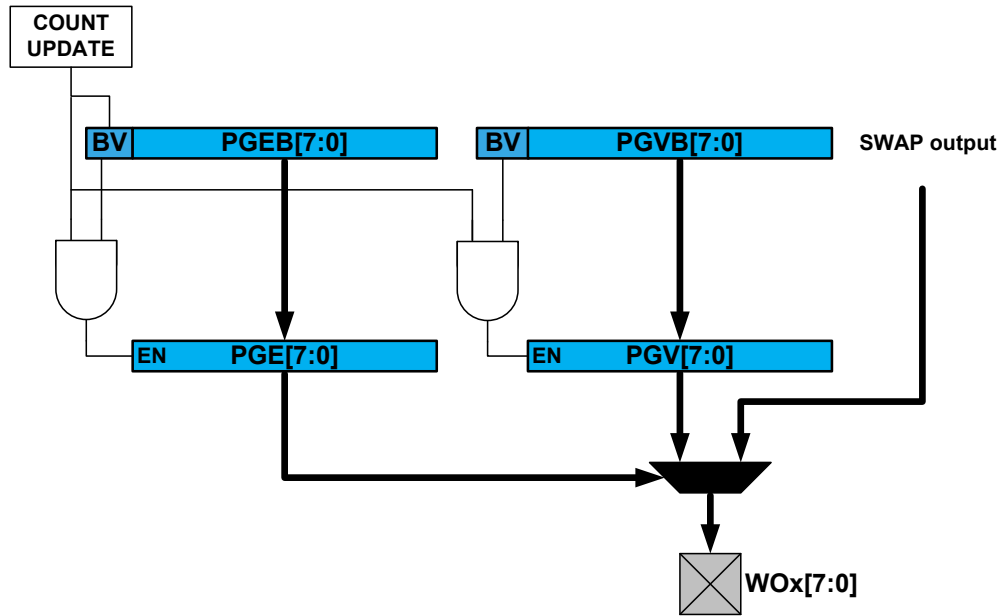 COUNT
UPDATE
BV PGEB[7:0] BV PGVB[7:0] SWAP output
EN PGE[7:0] EN PGV[7:0]
WOx[7:0]